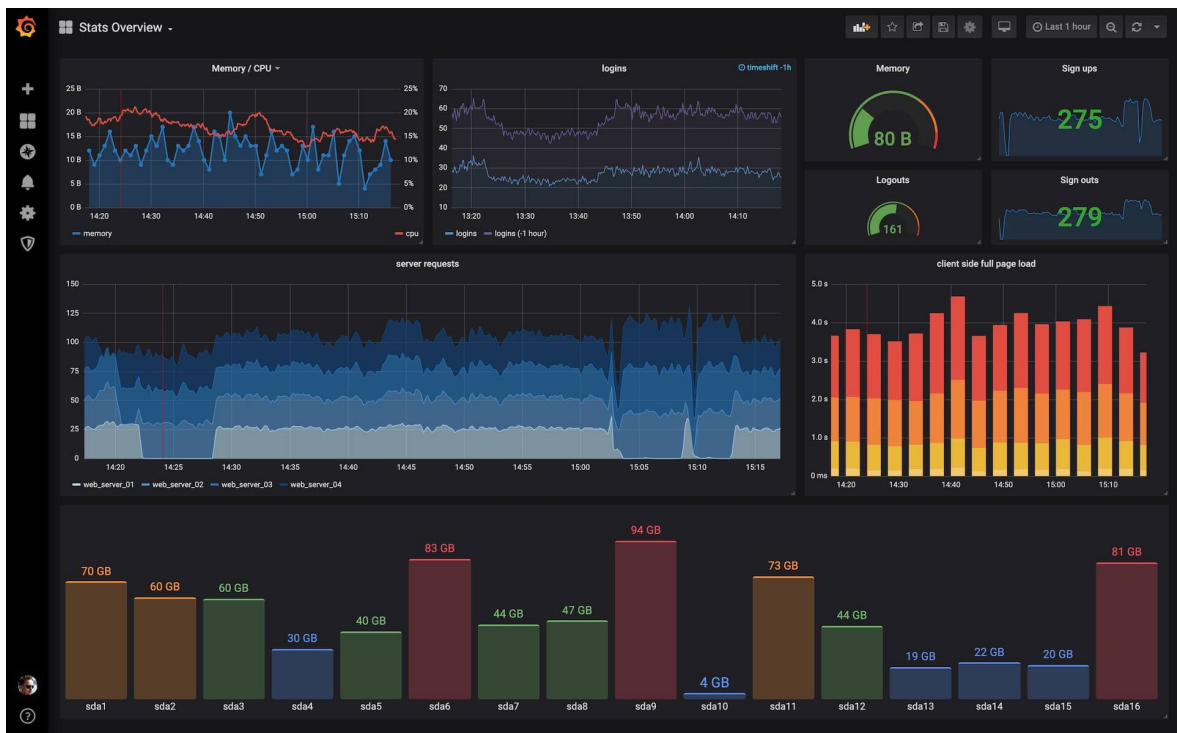 Stats Overview
Last 1 hour
Memory / CPU
25 B
20 B
15 B
10 B
5 B
0 B
25%
20%
15%
10%
5%
0%
14:20 14:30 14:40 14:50 15:00 15:10
memory cpu
logins
timeshift -1h
70
60
50
40
30
20
10
13:20 13:30 13:40 13:50 14:00 14:10
logins logins (-1 hour)
Memory
80 B
Sign ups
275
Logouts
161
Sign outs
279
server requests
150
125
100
75
50
25
0
14:20 14:25 14:30 14:35 14:40 14:45 14:50 14:55 15:00 15:05 15:10 15:15
web_server_01 web_server_02 web_server_03 web_server_04
client side full page load
5.0 s
4.0 s
3.0 s
2.0 s
1.0 s
0 ms
14:20 14:30 14:40 14:50 15:00 15:10
70 GB 60 GB 60 GB 30 GB 40 GB 83 GB 44 GB 47 GB 94 GB 4 GB 73 GB 44 GB 19 GB 22 GB 20 GB 81 GB
sda1 sda2 sda3 sda4 sda5 sda6 sda7 sda8 sda9 sda10 sda11 sda12 sda13 sda14 sda15 sda16